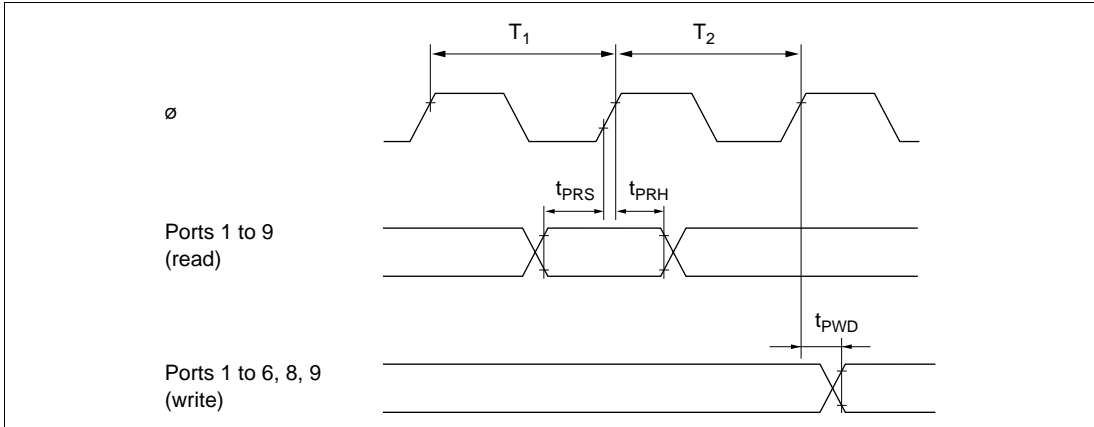 T1 T2
ø
tPRS tPRH
Ports 1 to 9
(read)
tPWD
Ports 1 to 6, 8, 9
(write)